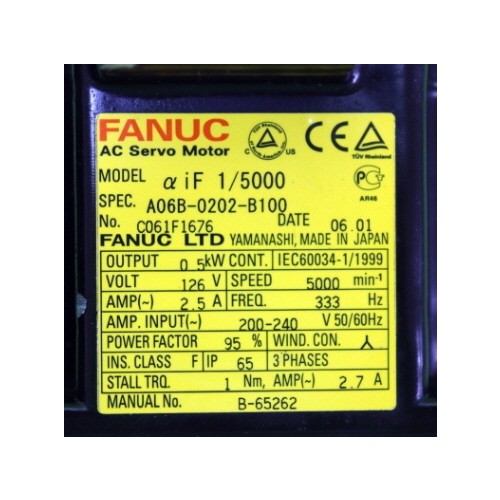 FANUC
AC Servo Motor
C US
TÜV Rheinland
MODEL α iF 1/5000
SPEC. A06B-0202-B100
AR46
No. C061F1676 DATE 06.01
FANUC LTD YAMANASHI, MADE IN JAPAN
OUTPUT 0.5 kW CONT. IEC60034-1/1999
VOLT 126 V SPEED 5000 min⁻¹
AMP(~) 2.5 A FREQ. 333 Hz
AMP. INPUT(~) 200-240 V 50/60Hz
POWER FACTOR 95 % WIND. CON.
INS. CLASS F IP 65 3 PHASES
STALL TRQ. 1 Nm, AMP(~) 2.7 A
MANUAL No. B-65262